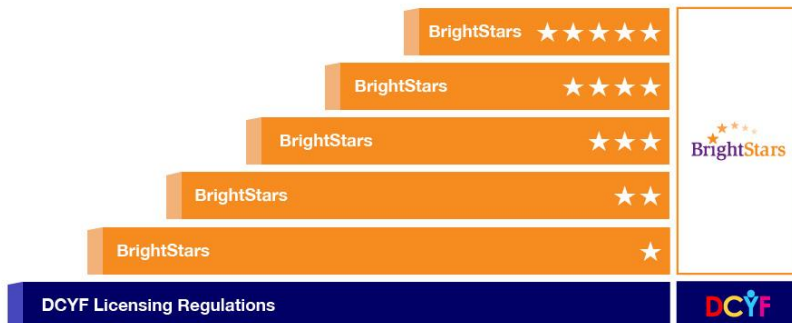 BrightStars ★★★★★
BrightStars ★★★★
BrightStars ★★★
BrightStars ★★
BrightStars ★
BrightStars
DCYF Licensing Regulations
DCYF